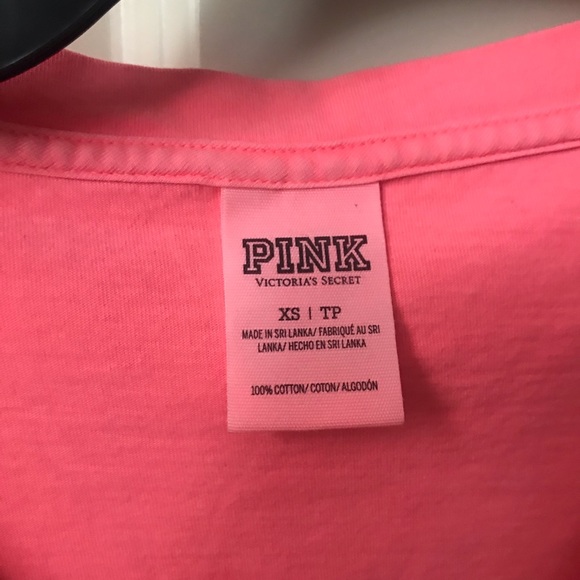 PINK
VICTORIA'S SECRET
XS | TP
MADE IN SRI LANKA/ FABRIQUÉ AU SRI
LANKA/ HECHO EN SRI LANKA
100% COTTON/ COTON/ ALGODÓN